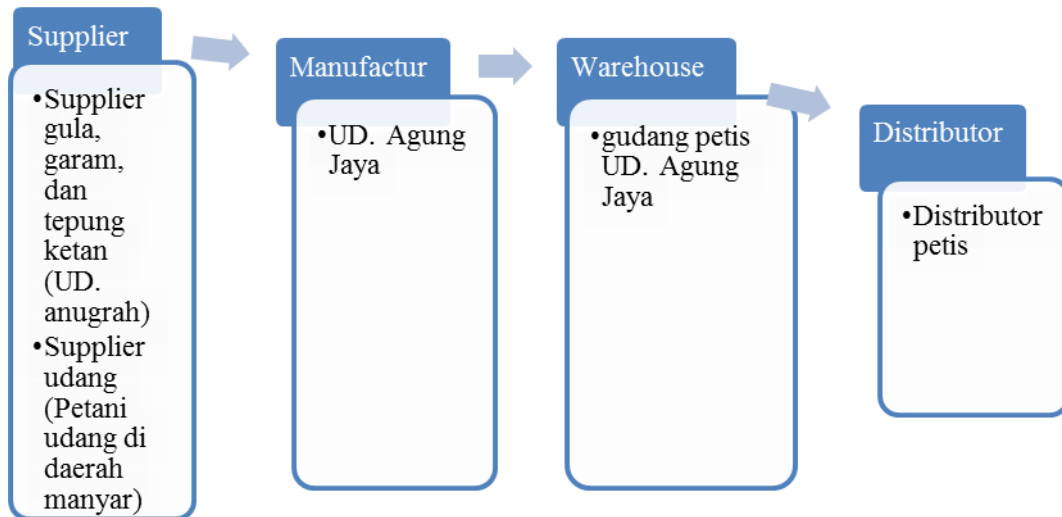 Supplier
•Supplier
gula,
garam,
dan
tepung
ketan
(UD.
anugrah)
•Supplier
udang
(Petani
udang di
daerah
manyar)
Manufactur
•UD. Agung
Jaya
Warehouse
•gudang petis
UD. Agung
Jaya
Distributor
•Distributor
petis